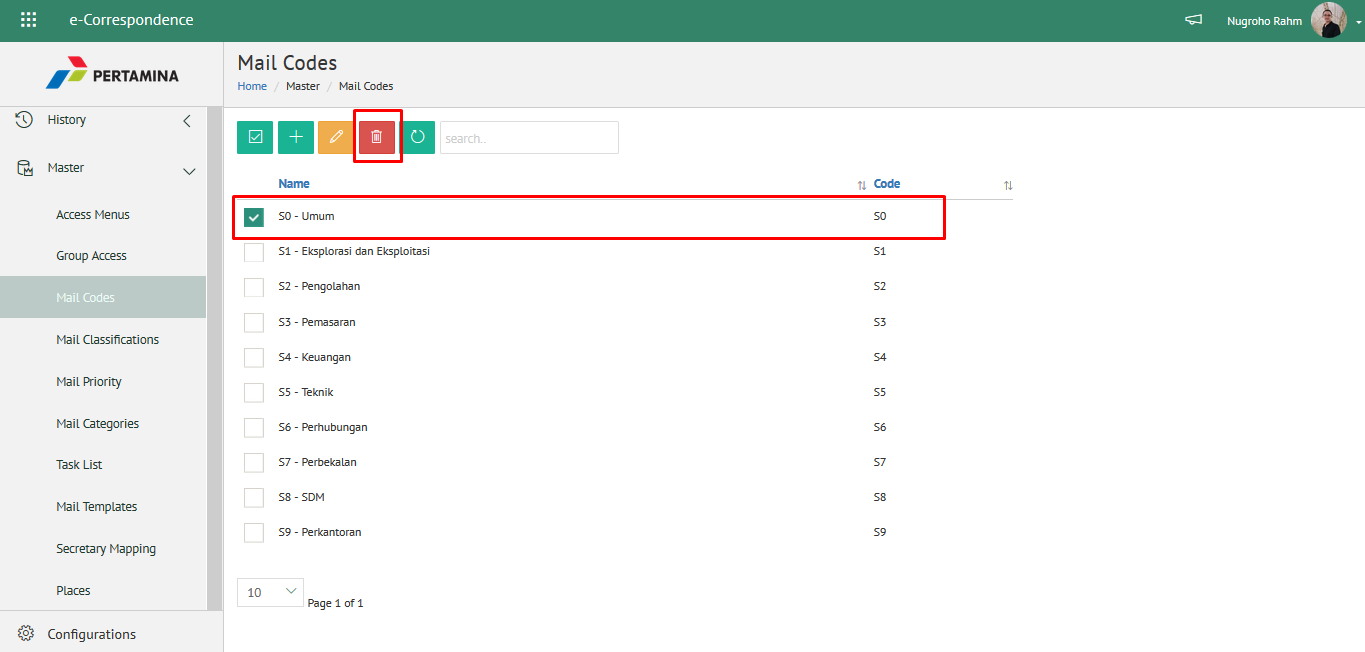 e-Correspondence
Nugroho Rahm
PERTAMINA
History
Master
Access Menus
Group Access
Mail Codes
Mail Classifications
Mail Priority
Mail Categories
Task List
Mail Templates
Secretary Mapping
Places
Configurations
Mail Codes
Home / Master / Mail Codes
search..
Name Code
S0 - Umum S0
S1 - Eksplorasi dan Eksploitasi S1
S2 - Pengolahan S2
S3 - Pemasaran S3
S4 - Keuangan S4
S5 - Teknik S5
S6 - Perhubungan S6
S7 - Perbekalan S7
S8 - SDM S8
S9 - Perkantoran S9
10
Page 1 of 1